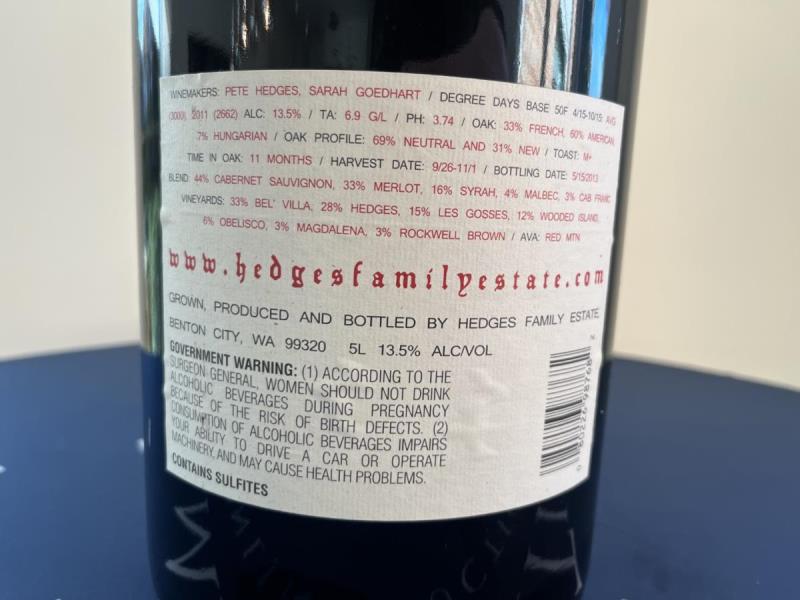 WINEMAKERS: PETE HEDGES, SARAH GOEDHART / DEGREE DAYS BASE 50F 4/15-10/15: AVG
(3000), 2011 (2662) ALC: 13.5% / TA: 6.9 G/L / PH: 3.74 / OAK: 33% FRENCH, 60% AMERICAN,
7% HUNGARIAN / OAK PROFILE: 69% NEUTRAL AND 31% NEW / TOAST: M+
TIME IN OAK: 11 MONTHS / HARVEST DATE: 9/26-11/1 / BOTTLING DATE: 5/15/2013
BLEND: 44% CABERNET SAUVIGNON, 33% MERLOT, 16% SYRAH, 4% MALBEC, 3% CAB FRANC
VINEYARDS: 33% BEL' VILLA, 28% HEDGES, 15% LES GOSSES, 12% WOODED ISLAND,
6% OBELISCO, 3% MAGDALENA, 3% ROCKWELL BROWN / AVA: RED MTN
www.hedgesfamilyestate.com
GROWN, PRODUCED AND BOTTLED BY HEDGES FAMILY ESTATE,
BENTON CITY, WA 99320 5L 13.5% ALC/VOL
GOVERNMENT WARNING: (1) ACCORDING TO THE
SURGEON GENERAL, WOMEN SHOULD NOT DRINK
ALCOHOLIC BEVERAGES DURING PREGNANCY
BECAUSE OF THE RISK OF BIRTH DEFECTS. (2)
CONSUMPTION OF ALCOHOLIC BEVERAGES IMPAIRS
YOUR ABILITY TO DRIVE A CAR OR OPERATE
MACHINERY, AND MAY CAUSE HEALTH PROBLEMS.
CONTAINS SULFITES